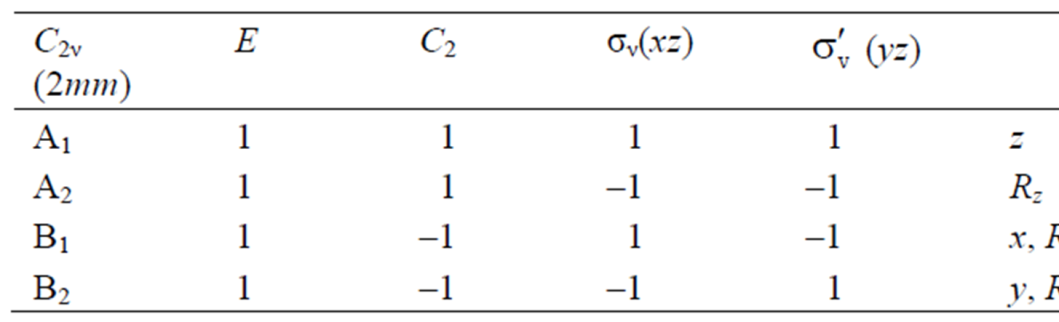 C2v E C2 σv(xz) σ′v (yz)
(2mm)
A1 1 1 1 1 z
A2 1 1 –1 –1 Rz
B1 1 –1 1 –1 x,
B2 1 –1 –1 1 y,